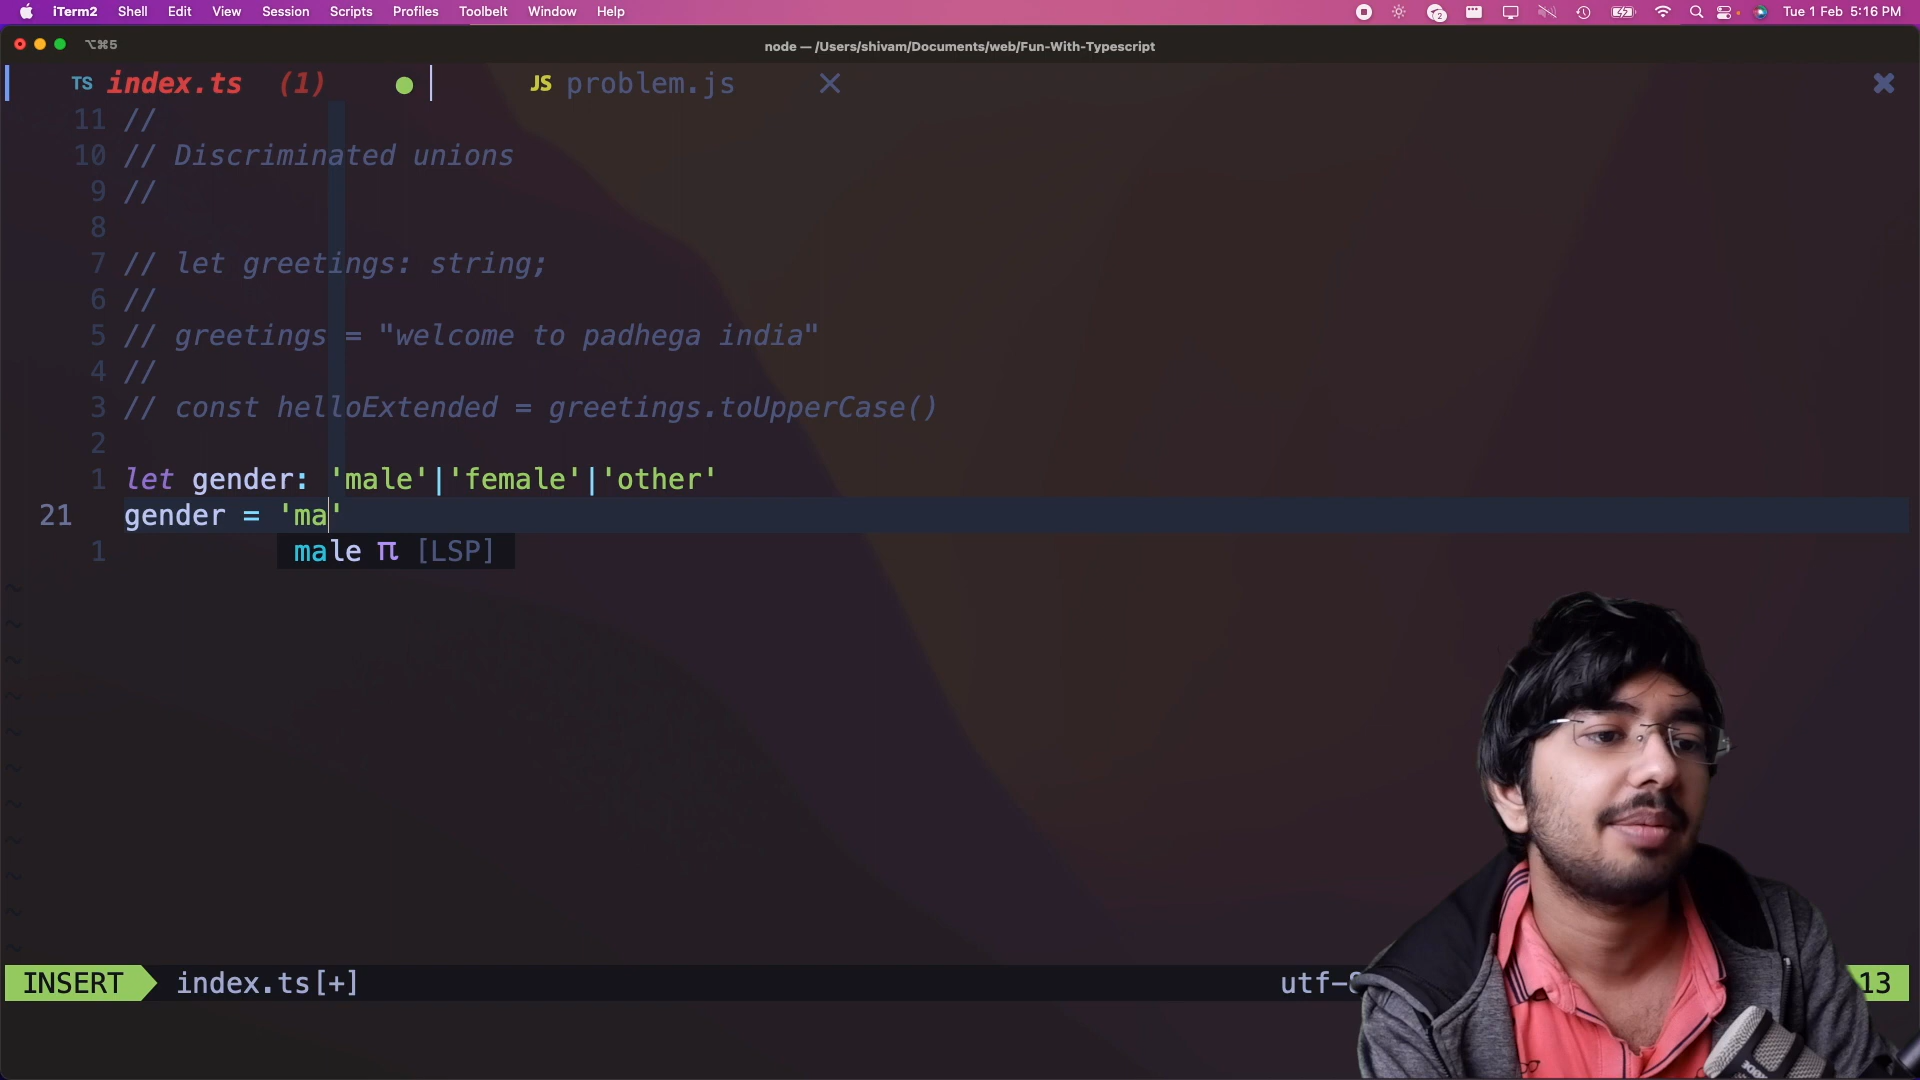 iTerm2 Shell Edit View Session Scripts Profiles Toolbelt Window Help 2 Tue 1 Feb 5:16 PM
⌥⌘5 node — /Users/shivam/Documents/web/Fun-With-Typescript
TS index.ts (1) JS problem.js
11 //
10 // Discriminated unions
9 //
8
7 // let greetings: string;
6 //
5 // greetings = "welcome to padhega india"
4 //
3 // const helloExtended = greetings.toUpperCase()
2
1 let gender: 'male'|'female'|'other'
21 gender = 'ma'
1 male π [LSP]
~
~
~
~
~
~
~
~
~
~
~
INSERT index.ts[+] utf-8 13